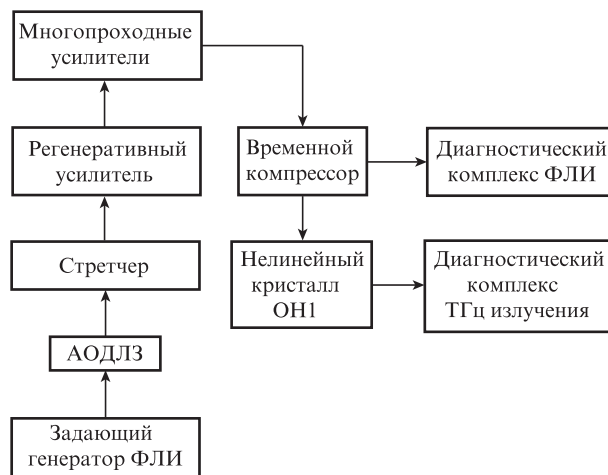 Многопроходные
усилители
Регенеративный
усилитель
Временной
компрессор
Диагностический
комплекс ФЛИ
Стретчер
Нелинейный
кристалл
OH1
Диагностический
комплекс
ТГц излучения
АОДЛЗ
Задающий
генератор ФЛИ